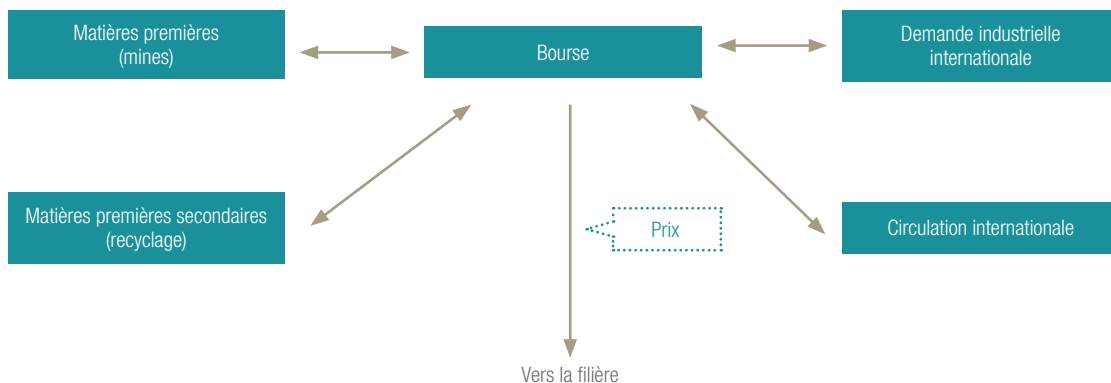 Matières premières
(mines)
Bourse
Demande industrielle
internationale
Matières premières secondaires
(recyclage)
Prix
Circulation internationale
Vers la filière